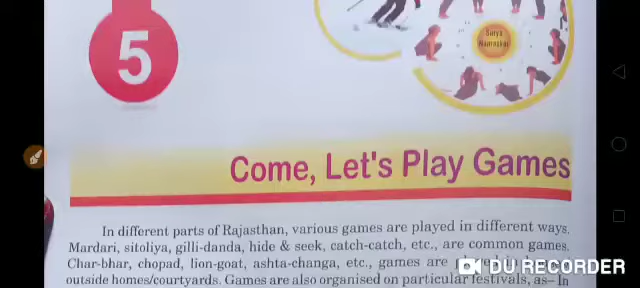 5
Surya
Namaskar
Come, Let's Play Games
In different parts of Rajasthan, various games are played in different ways.
Mardari, sitoliya, gilli-danda, hide & seek, catch-catch, etc., are common games.
Char-bhar, chopad, lion-goat, ashta-changa, etc., games are
DU RECORDER
outside homes/courtyards. Games are also organised on particular festivals, as– In